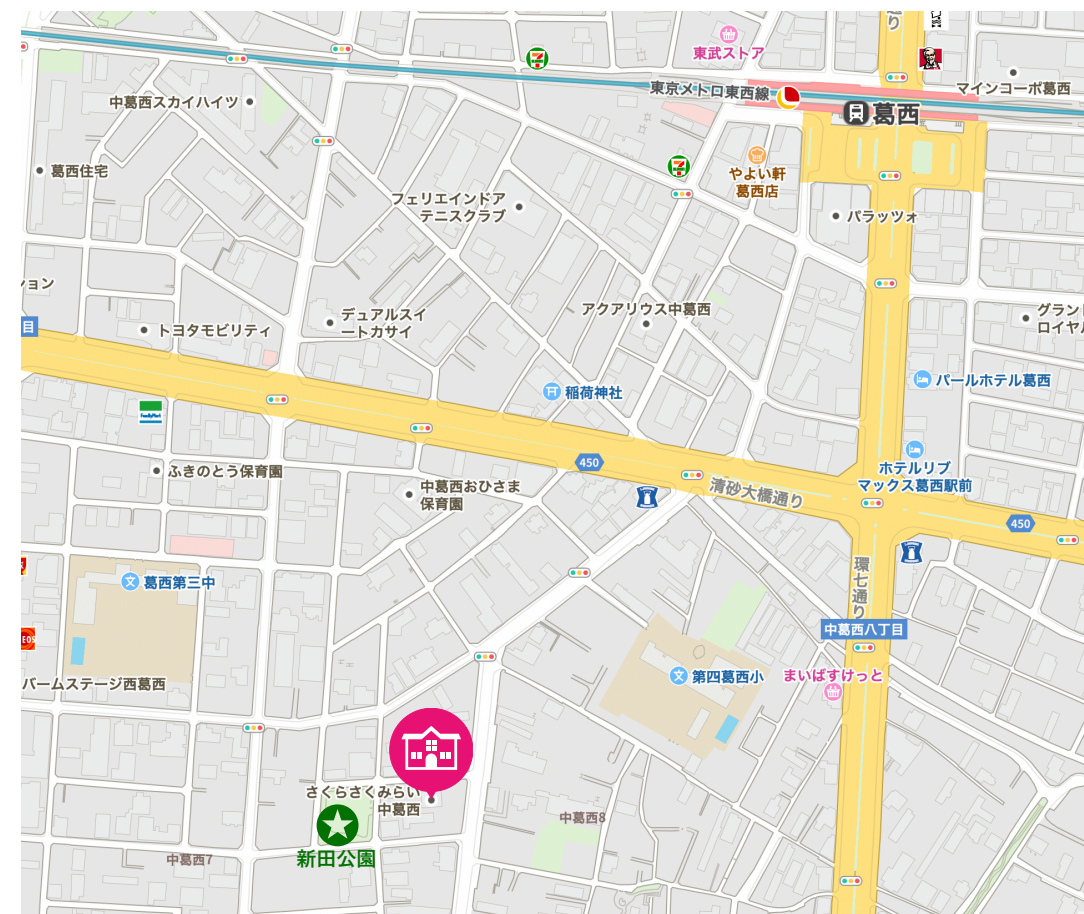 り
東武ストア
東京メトロ東西線
マインコーポ葛西
中葛西スカイハイツ
葛西
葛西住宅
やよい軒
葛西店
フェリエインドア
テニスクラブ
パラッツォ
ョン
アクアリウス中葛西
デュアルスイ
ートカサイ
トヨタモビリティ
目
パールホテル葛西
稲荷神社
FamilyMart
ふきのとう保育園
中葛西おひさま
保育園
450
清砂大橋通り
ホテルリブ
マックス葛西駅前
450
環七通り
葛西第三中
中葛西八丁目
第四葛西小
まいばすけっと
パームステージ西葛西
さくらさくみらい
中葛西
新田公園
中葛西7
中葛西8